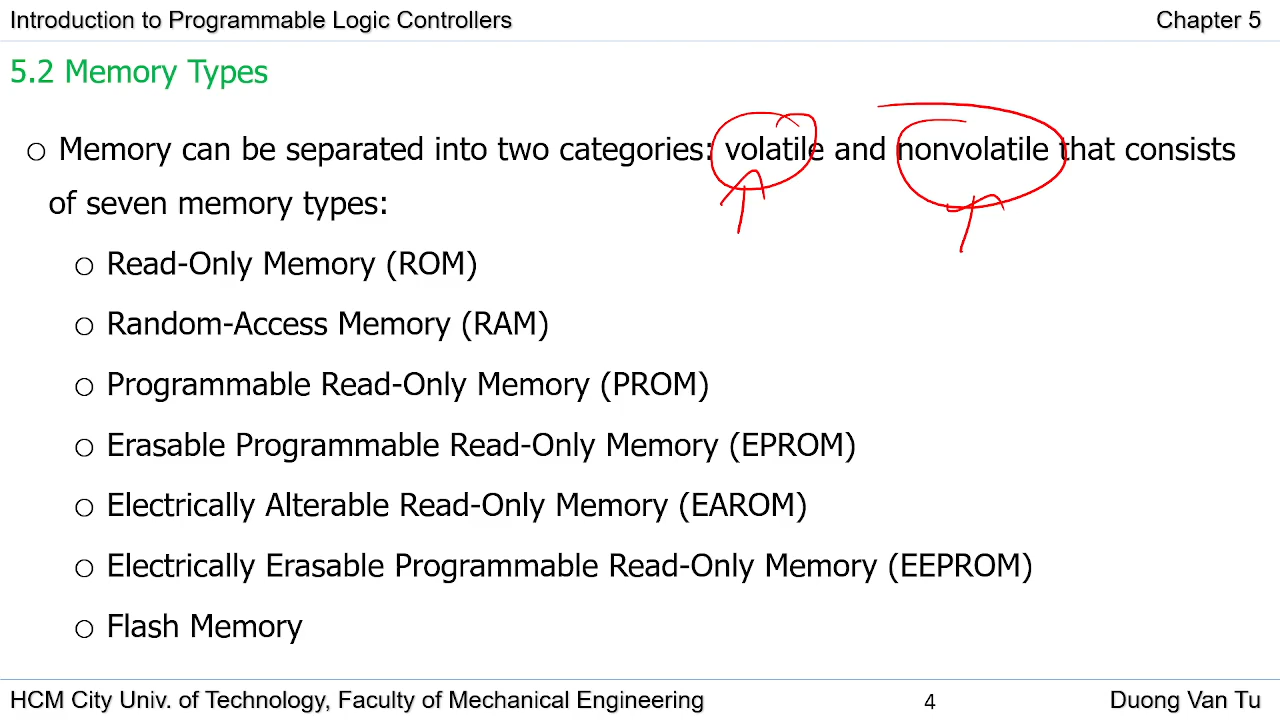 Introduction to Programmable Logic Controllers Chapter 5
5.2 Memory Types
○ Memory can be separated into two categories: volatile and nonvolatile that consists
of seven memory types:
○ Read-Only Memory (ROM)
○ Random-Access Memory (RAM)
○ Programmable Read-Only Memory (PROM)
○ Erasable Programmable Read-Only Memory (EPROM)
○ Electrically Alterable Read-Only Memory (EAROM)
○ Electrically Erasable Programmable Read-Only Memory (EEPROM)
○ Flash Memory
HCM City Univ. of Technology, Faculty of Mechanical Engineering 4 Duong Van Tu